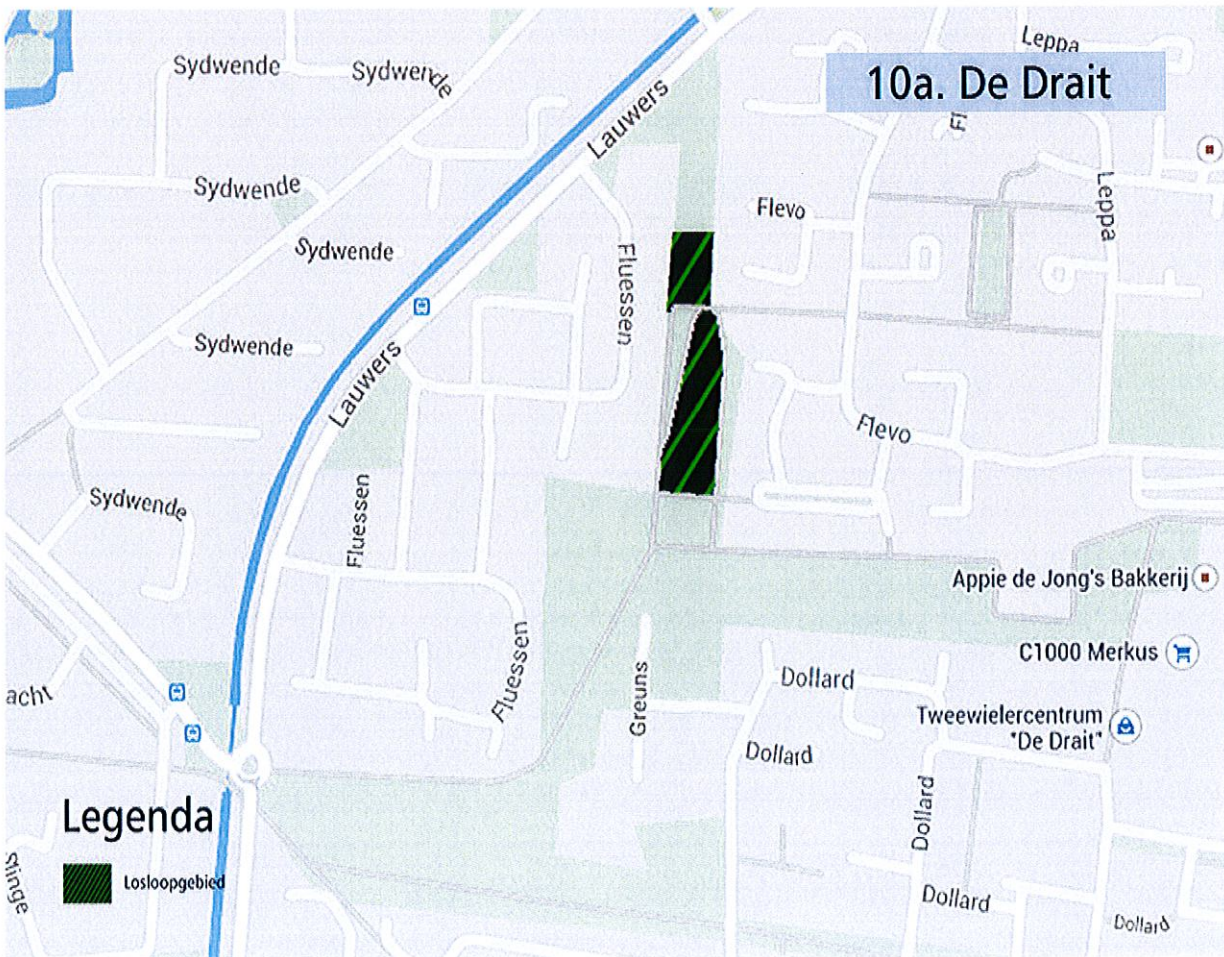 Leppa
10a. De Drait
Sydwende
Sydwende
Lauwers
Fl
Sydwende
Leppa
Flevo
Sydwende
Fluessen
Sydwende
Lauwers
Flevo
Sydwende
Fluessen
Appie de Jong's Bakkerij
C1000 Merkus
Fluessen
Greuns
Dollard
acht
Tweewielercentrum
"De Drait"
Dollard
Dollard
Legenda
Losloopgebied
Slinge
Dollard
Dollard